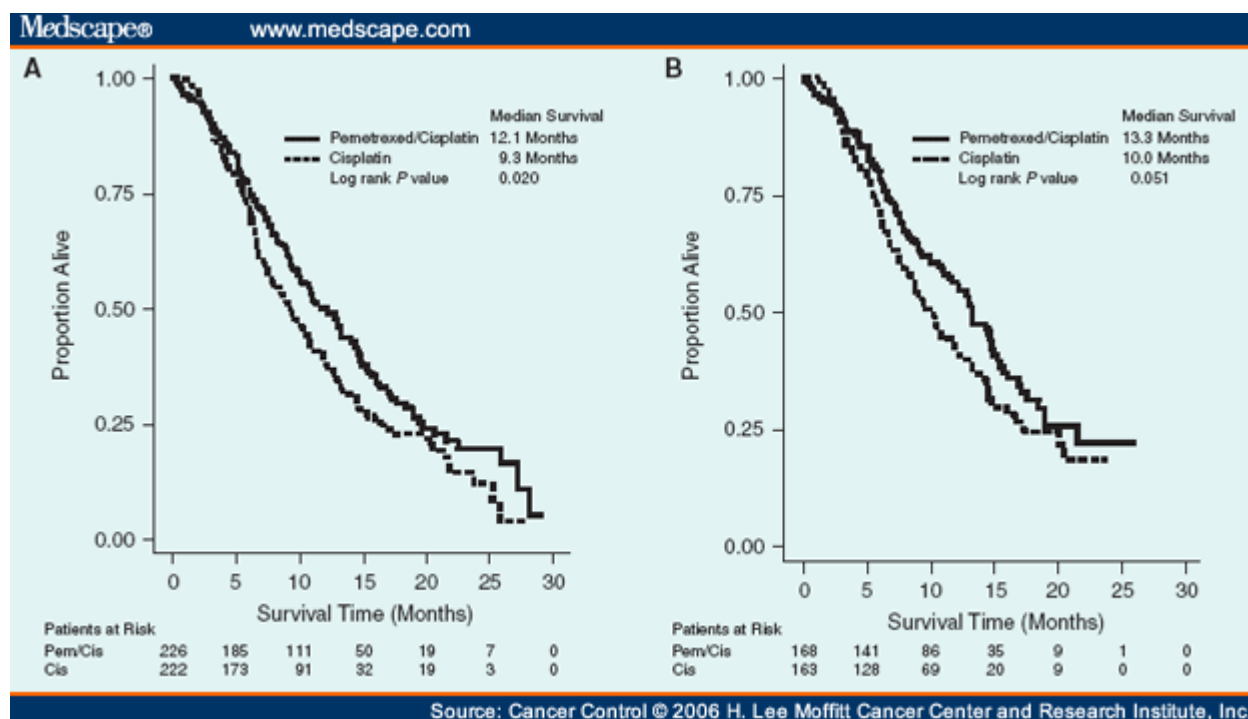 Medscape® www.medscape.com
A
1.00
0.75
0.50
0.25
0.00
Proportion Alive
Median Survival
Pemetrexed/Cisplatin 12.1 Months
Cisplatin 9.3 Months
Log rank P value 0.020
0 5 10 15 20 25 30
Survival Time (Months)
Patients at Risk
Pem/Cis 226 185 111 50 19 7 0
Cis 222 173 91 32 19 3 0
B
1.00
0.75
0.50
0.25
0.00
Proportion Alive
Median Survival
Pemetrexed/Cisplatin 13.3 Months
Cisplatin 10.0 Months
Log rank P value 0.051
0 5 10 15 20 25 30
Survival Time (Months)
Patients at Risk
Pem/Cis 168 141 86 35 9 1 0
Cis 163 128 69 20 9 0 0
Source: Cancer Control © 2006 H. Lee Moffitt Cancer Center and Research Institute, Inc